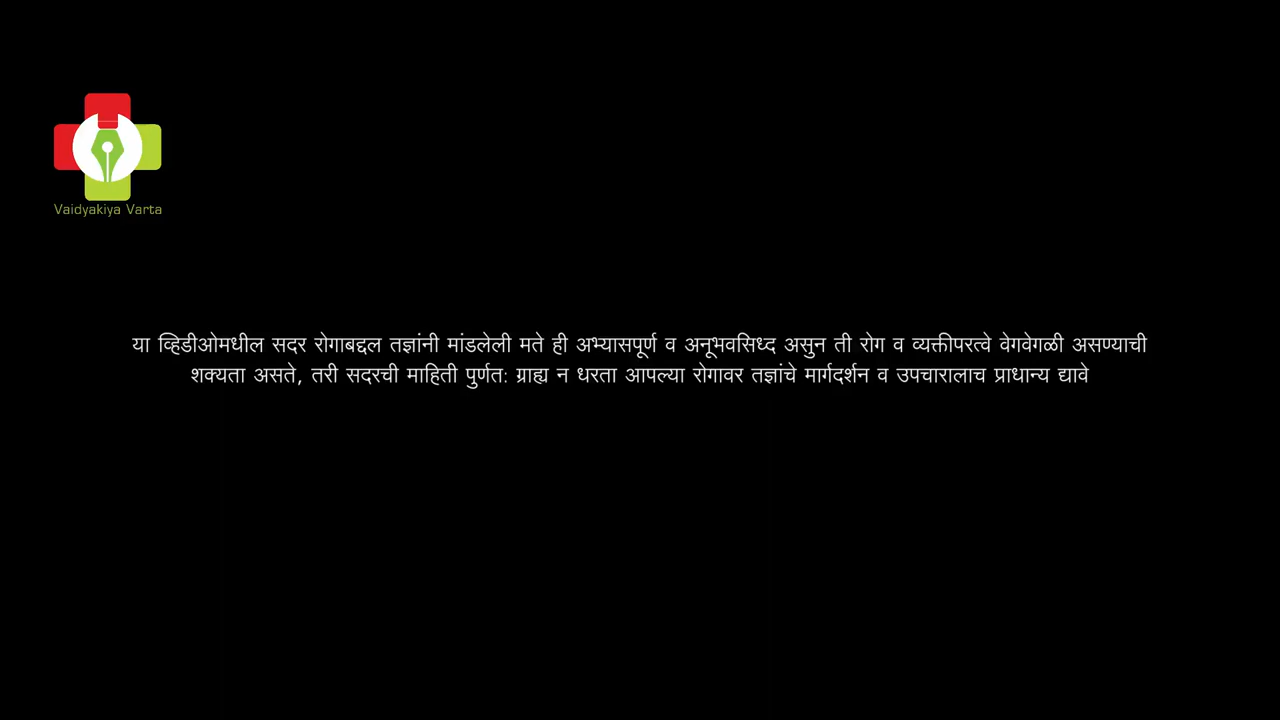 Vaidyakiya Varta
या व्हिडीओमधील सदर रोगाबद्दल तज्ञांनी मांडलेली मते ही अभ्यासपूर्ण व अनूभवसिध्द असुन ती रोग व व्यक्तीपरत्वे वेगवेगळी असण्याची
शक्यता असते, तरी सदरची माहिती पुर्णत: ग्राह्य न धरता आपल्या रोगावर तज्ञांचे मार्गदर्शन व उपचारालाच प्राधान्य द्यावे